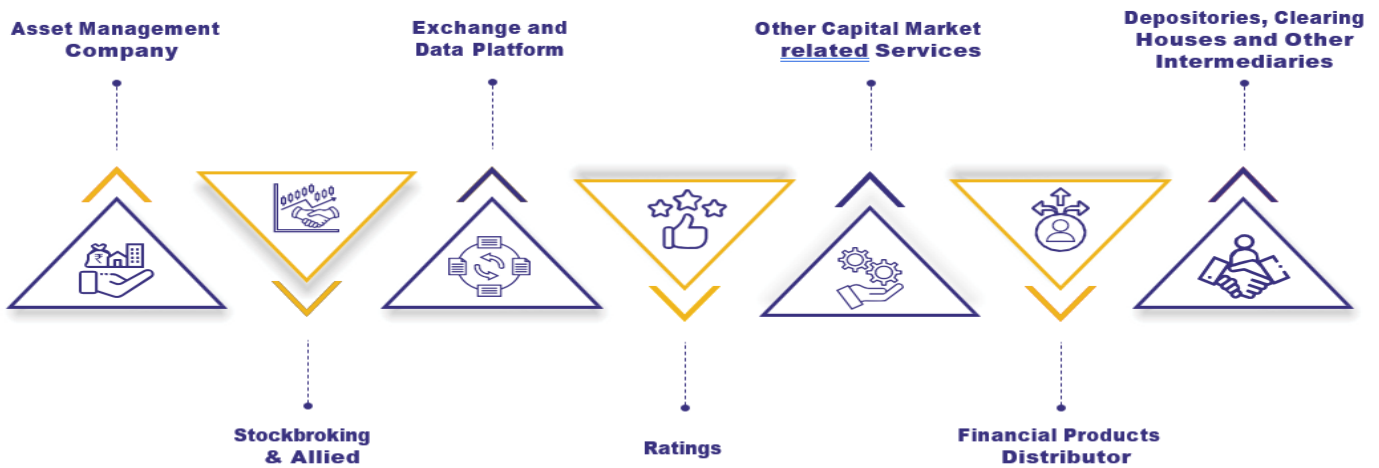 Asset Management
Company
Exchange and
Data Platform
Other Capital Market
related Services
Depositories, Clearing
Houses and Other
Intermediaries
₹
Stockbroking
& Allied
Ratings
Financial Products
Distributor